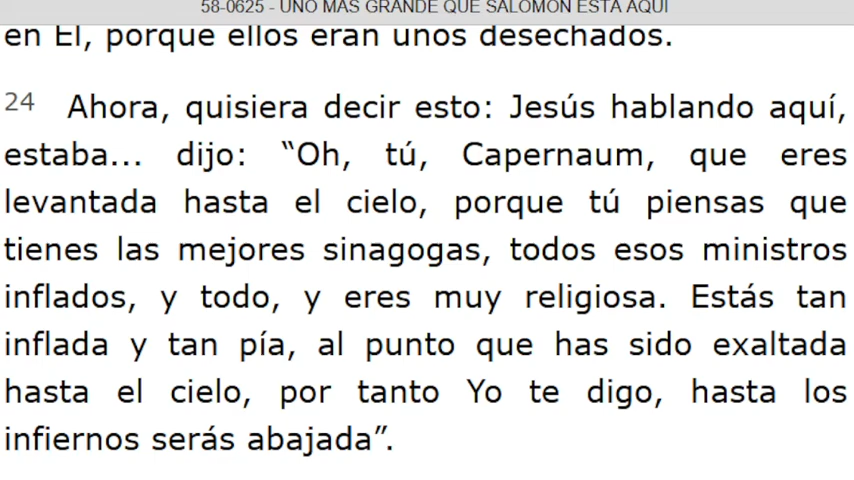 58-0625 - UNO MAS GRANDE QUE SALOMON ESTA AQUI
en Él, porque ellos eran unos desechados.
24 Ahora, quisiera decir esto: Jesús hablando aquí,
estaba... dijo: “Oh, tú, Capernaum, que eres
levantada hasta el cielo, porque tú piensas que
tienes las mejores sinagogas, todos esos ministros
inflados, y todo, y eres muy religiosa. Estás tan
inflada y tan pía, al punto que has sido exaltada
hasta el cielo, por tanto Yo te digo, hasta los
infiernos serás abajada”.